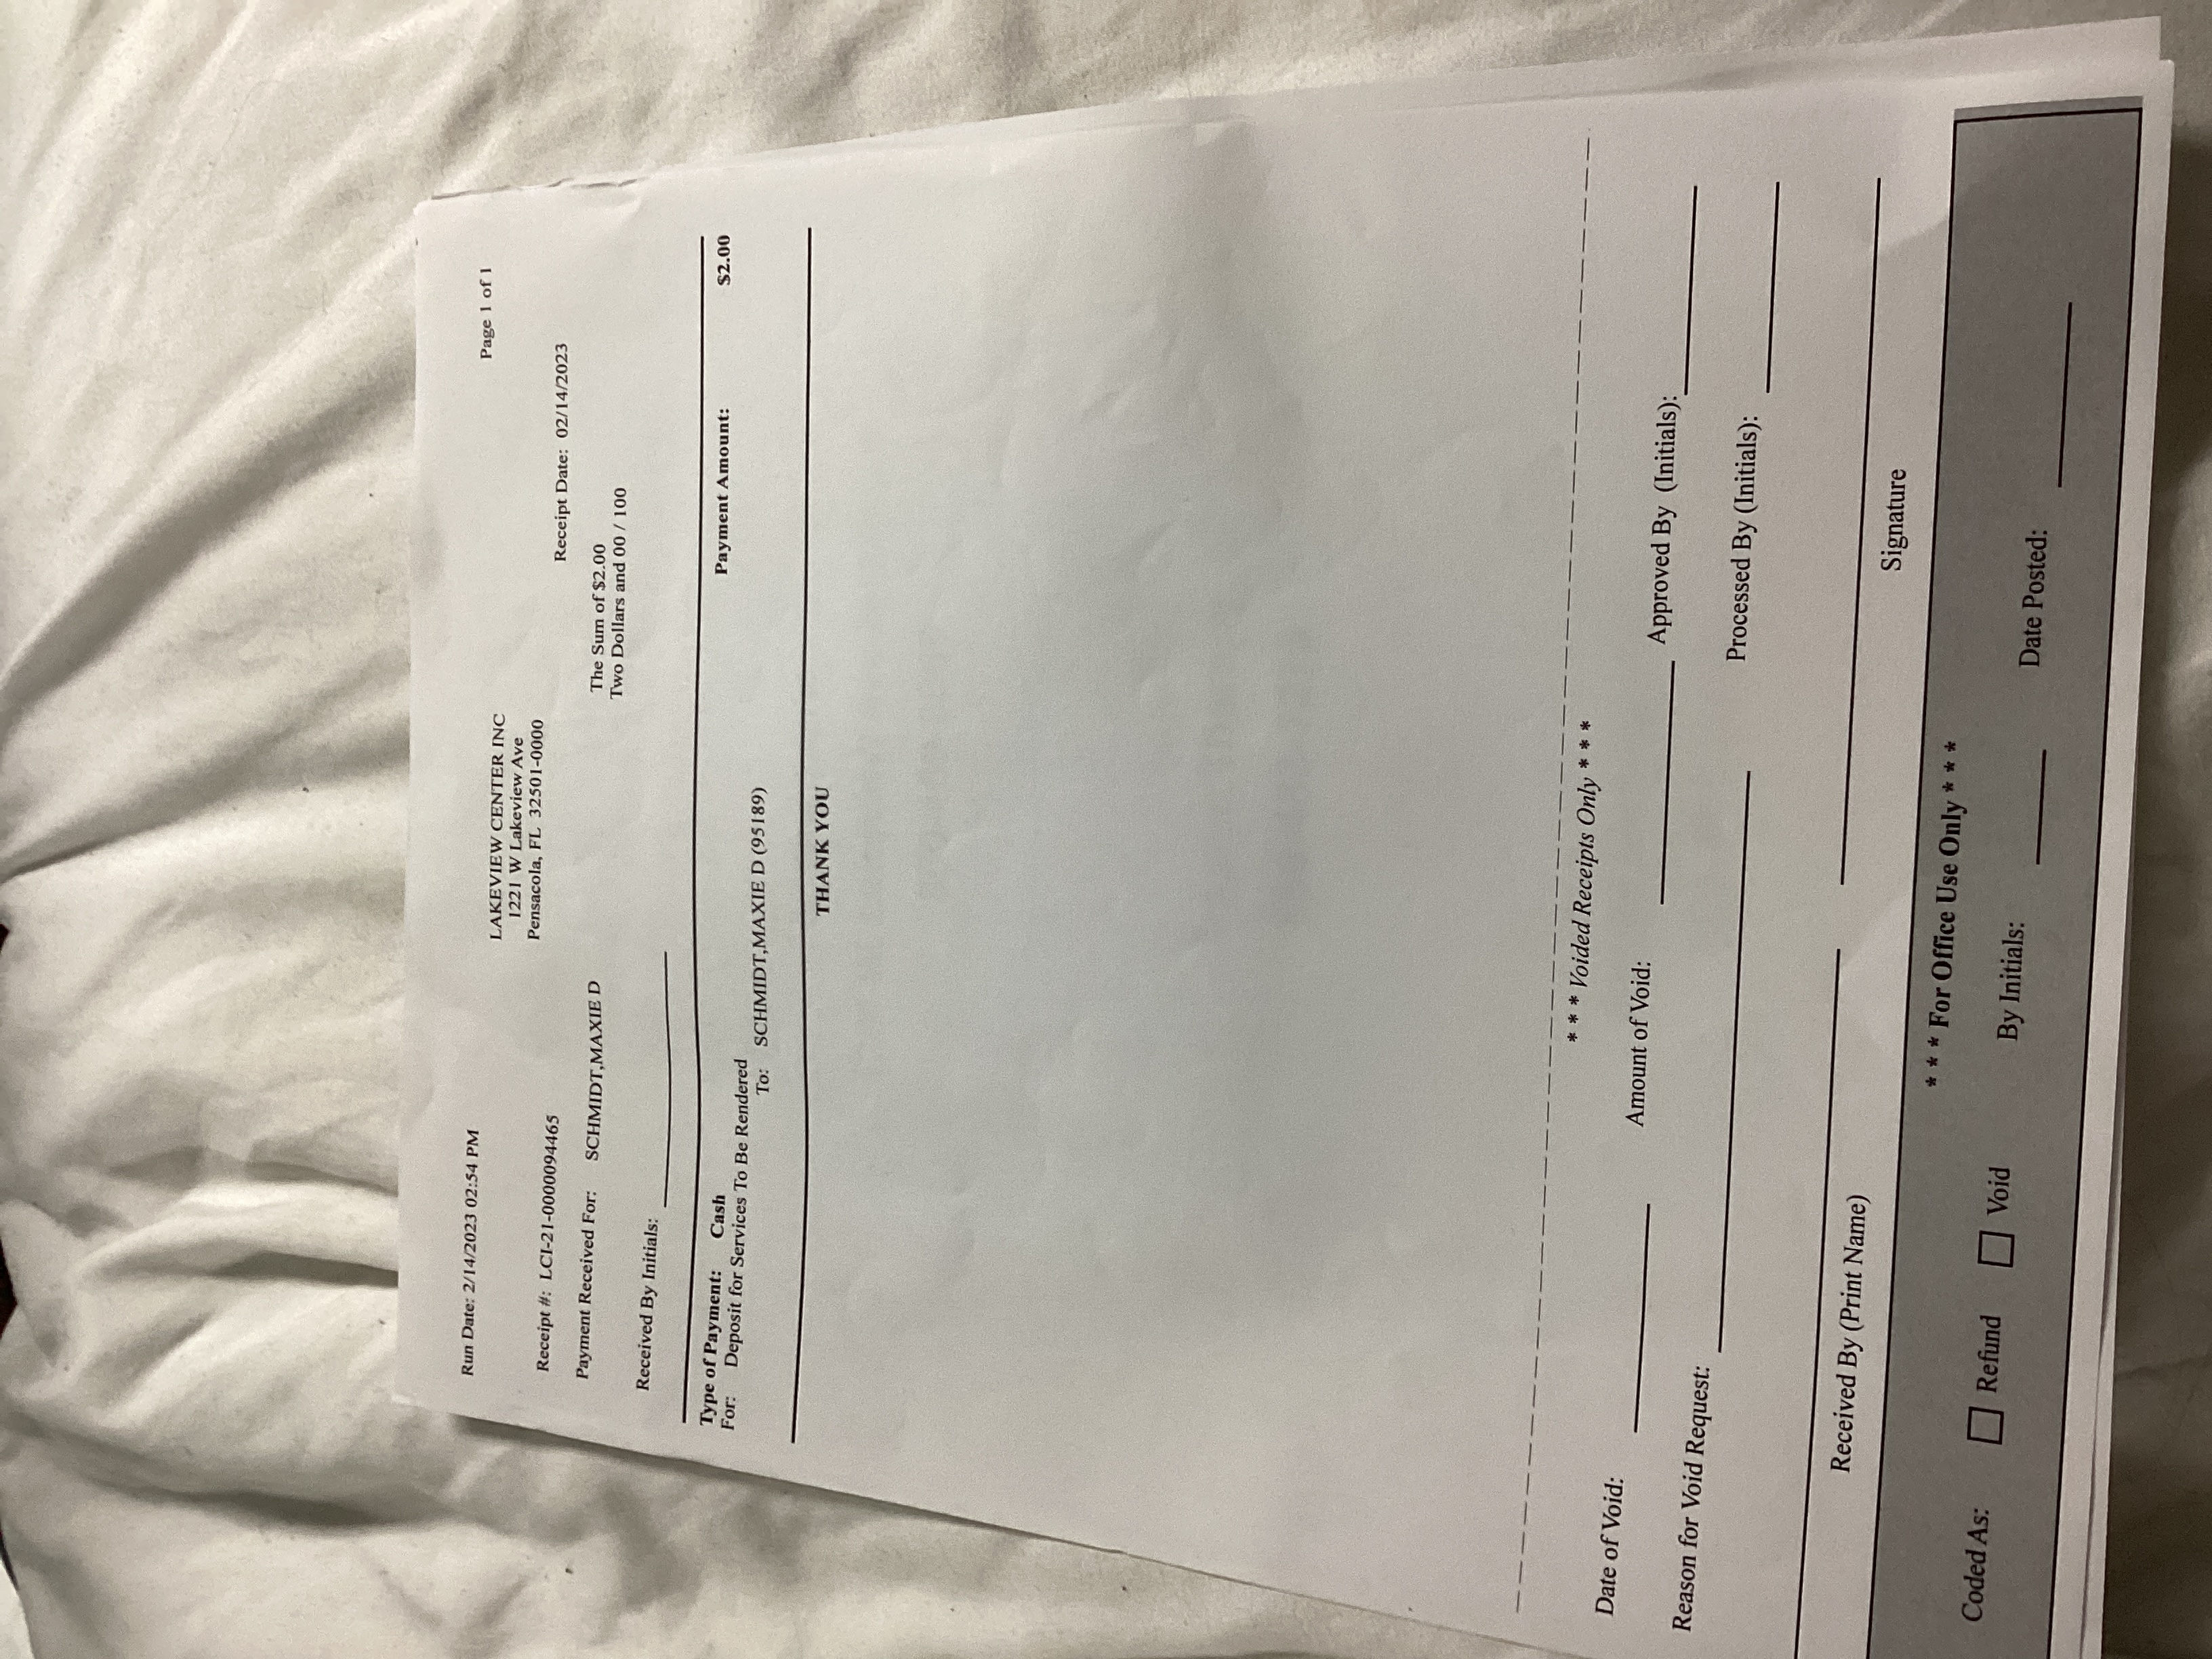 Run Date: 2/14/2023 02:54 PM
Page 1 of 1
LAKEVIEW CENTER INC
1221 W Lakeview Ave
Pensacola, FL 32501-0000
Receipt #: LCI-21-0000094465
Receipt Date: 02/14/2023
Payment Received For: SCHMIDT,MAXIE D
The Sum of $2.00
Two Dollars and 00 / 100
Received By Initials:
Type of Payment: Cash
Payment Amount: $2.00
For: Deposit for Services To Be Rendered
To: SCHMIDT,MAXIE D (95189)
THANK YOU
* * * Voided Receipts Only * * *
Date of Void: Amount of Void: Approved By (Initials):
Reason for Void Request: Processed By (Initials):
Received By (Print Name) Signature
* * * For Office Use Only * * *
Coded As: Refund Void By Initials: Date Posted: